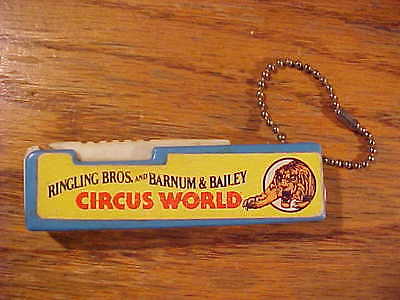 RINGLING BROS. AND BARNUM & BAILEY
CIRCUS WORLD